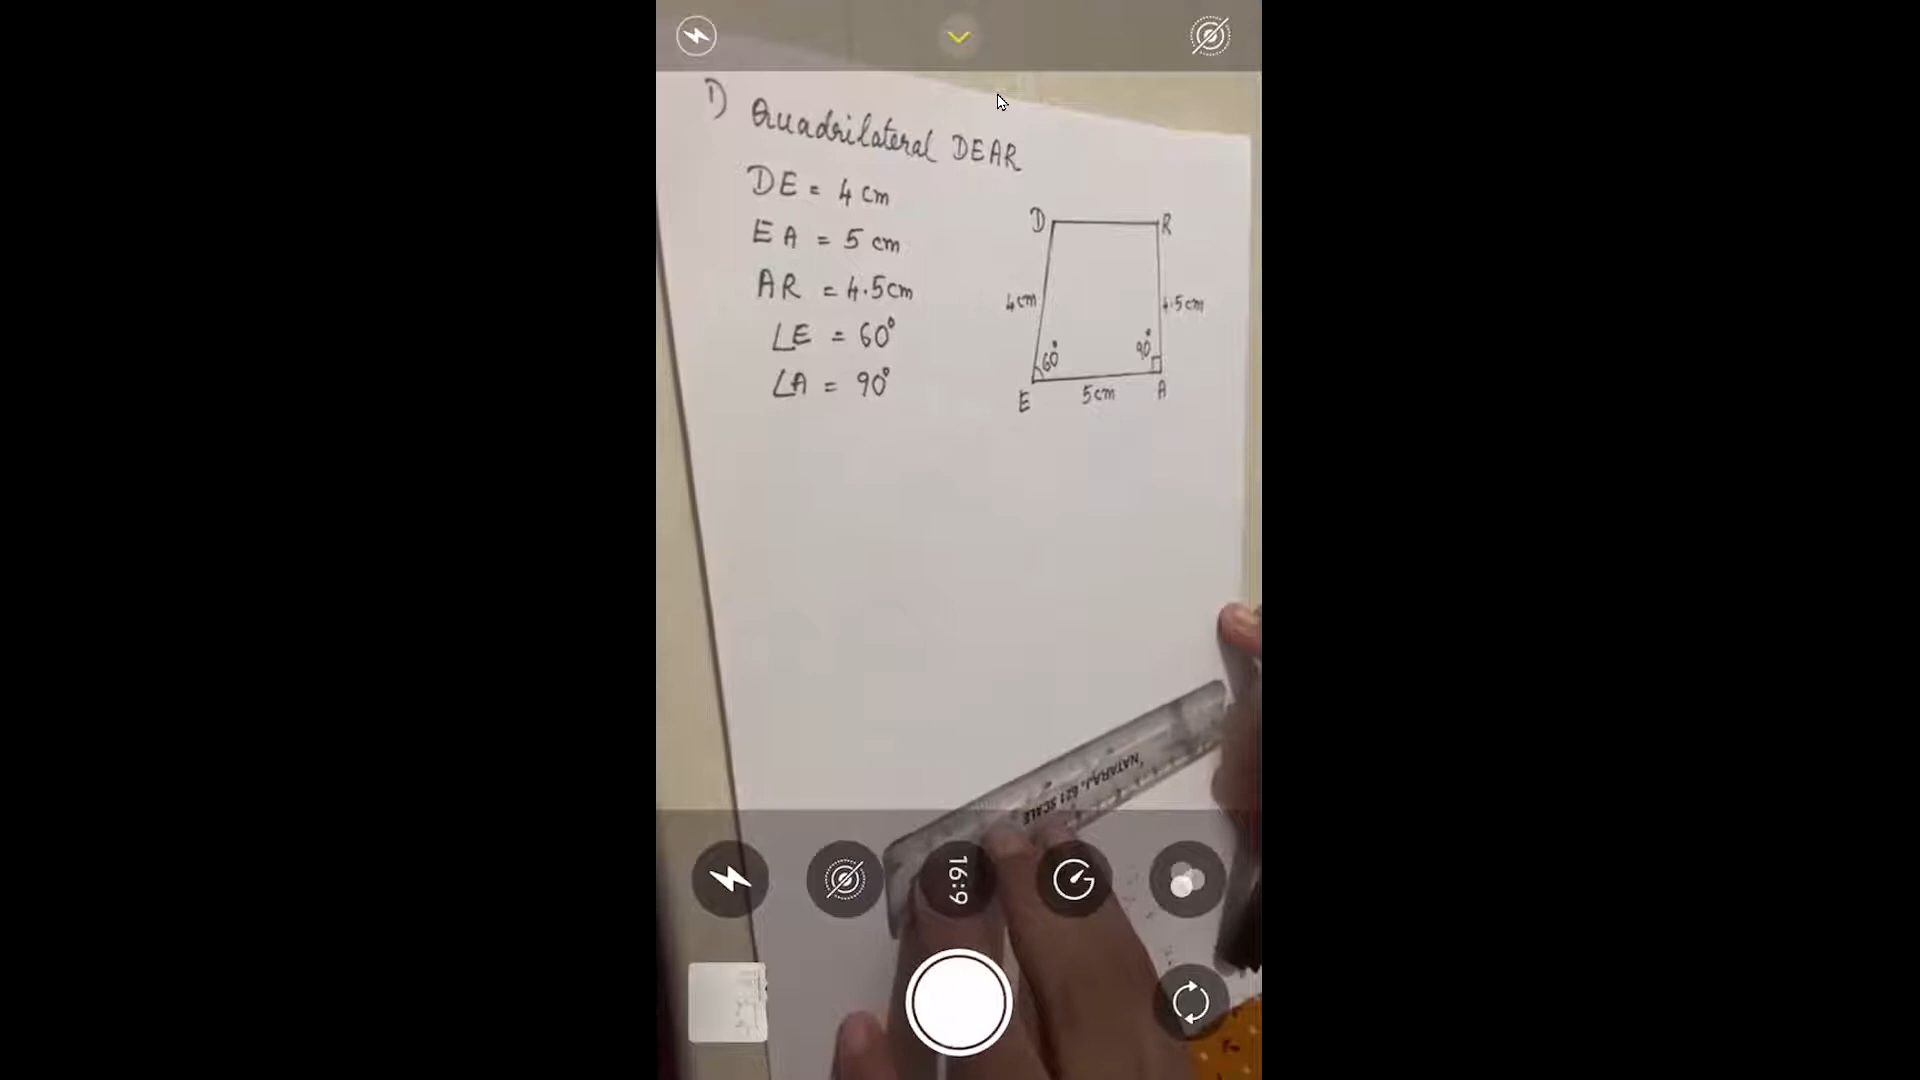 1) Quadrilateral DEAR
DE = 4 cm
EA = 5 cm
AR = 4.5cm
∠E = 60°
∠A = 90°
D R
4cm 4.5cm
60° 90°
E 5cm A
NATARAJ. 621 SCALE
16:9